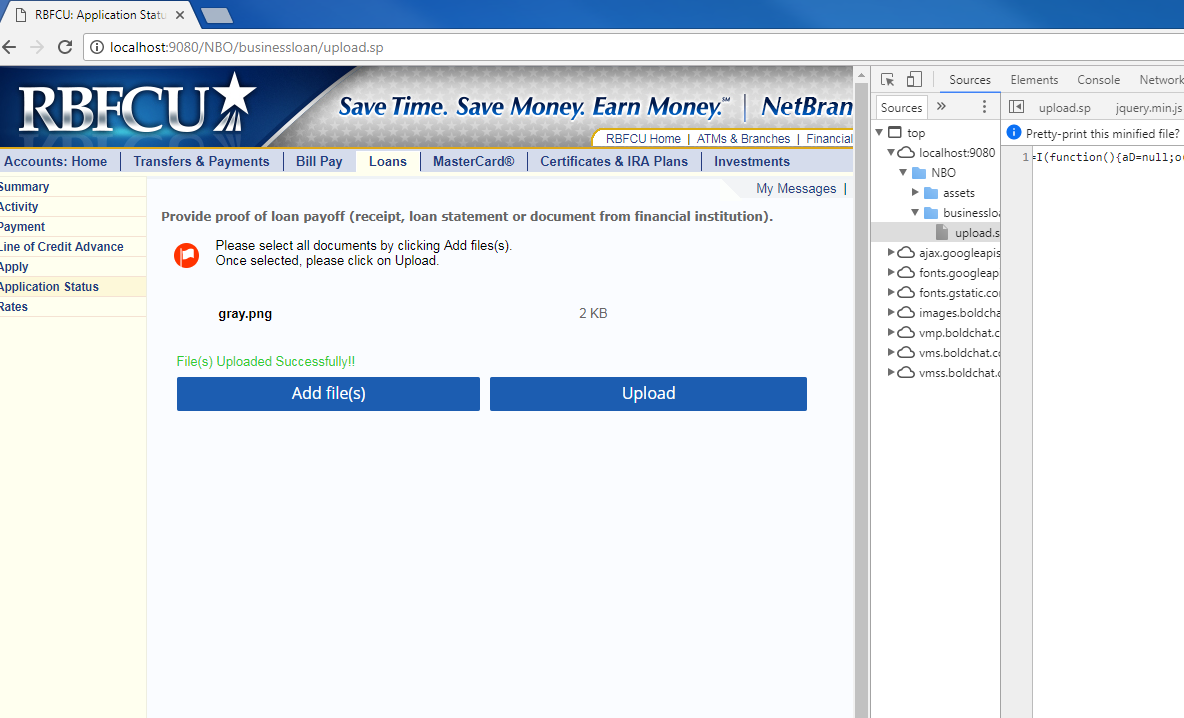 RBFCU: Application Statu
localhost:9080/NBO/businessloan/upload.sp
RBFCU
Save Time. Save Money. Earn Money.℠ | NetBran
RBFCU Home | ATMs & Branches | Financial
Accounts: Home | Transfers & Payments | Bill Pay | Loans | MasterCard® | Certificates & IRA Plans | Investments
Summary
Activity
Payment
Line of Credit Advance
Apply
Application Status
Rates
My Messages |
Provide proof of loan payoff (receipt, loan statement or document from financial institution).
Please select all documents by clicking Add files(s).
Once selected, please click on Upload.
gray.png 2 KB
File(s) Uploaded Successfully!!
Add file(s) Upload
Sources Elements Console Network
Sources »
top
localhost:9080
NBO
assets
businessloa
upload.s
ajax.googleapis
fonts.googleap
fonts.gstatic.co
images.boldcha
vmp.boldchat.c
vms.boldchat.co
vmss.boldchat.c
upload.sp jquery.min.js
Pretty-print this minified file?
1 =I(function(){aD=null;o(